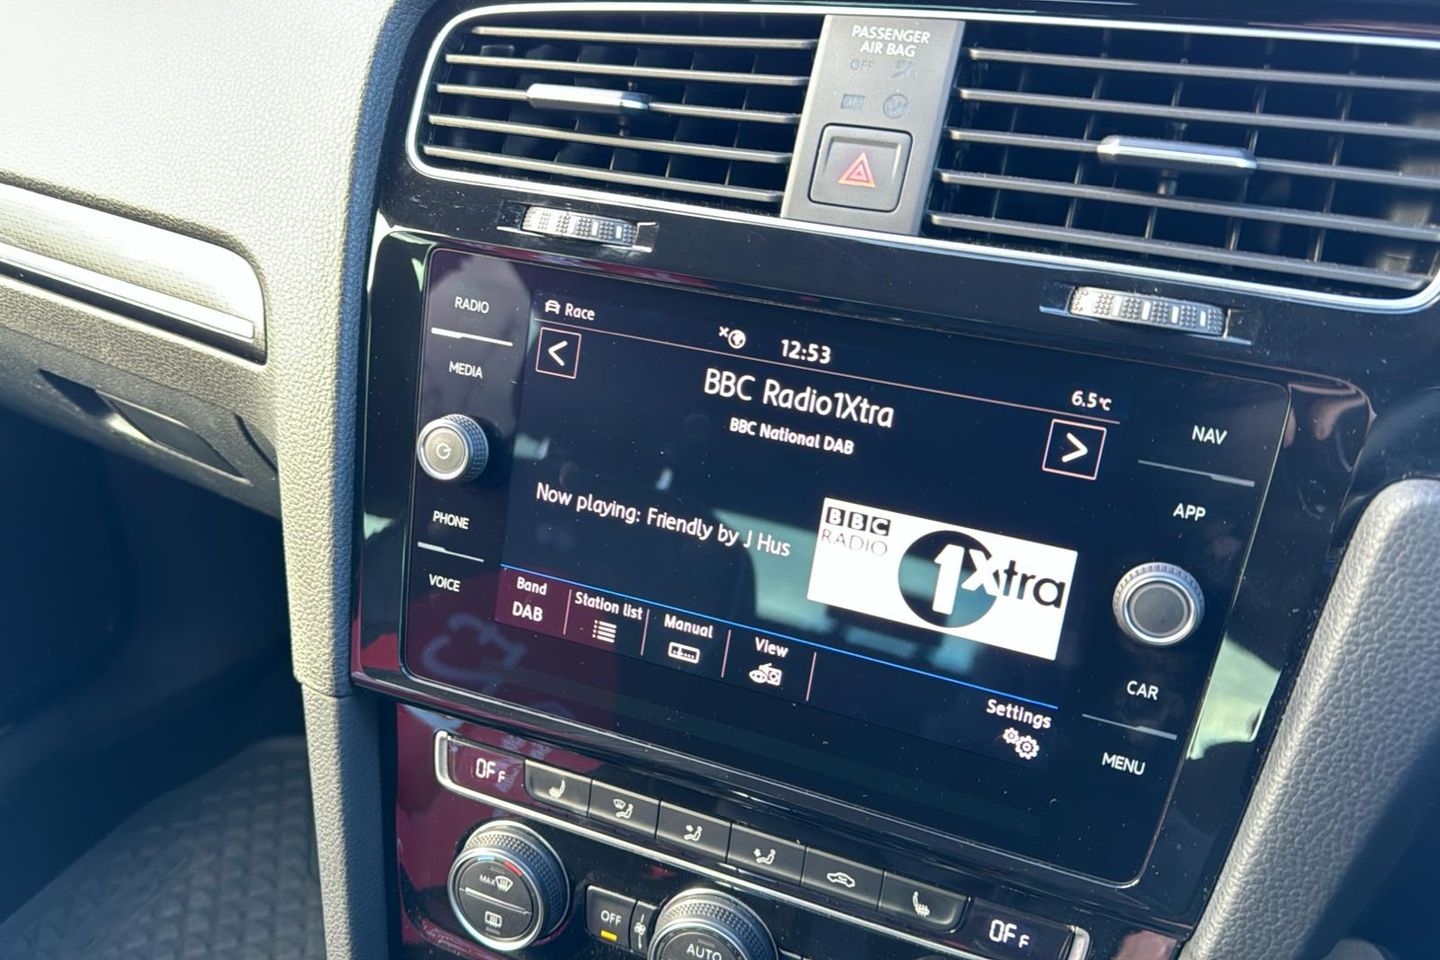 PASSENGER
AIR BAG
OFF
ON
RADIO
MEDIA
PHONE
VOICE
Race
12:53
6.5°C
BBC Radio1Xtra
BBC National DAB
Now playing: Friendly by J Hus
BBC
RADIO
1Xtra
Band
DAB
Station list
Manual
View
Settings
NAV
APP
CAR
MENU
OFF
MAX
OFF
AUTO
OFF